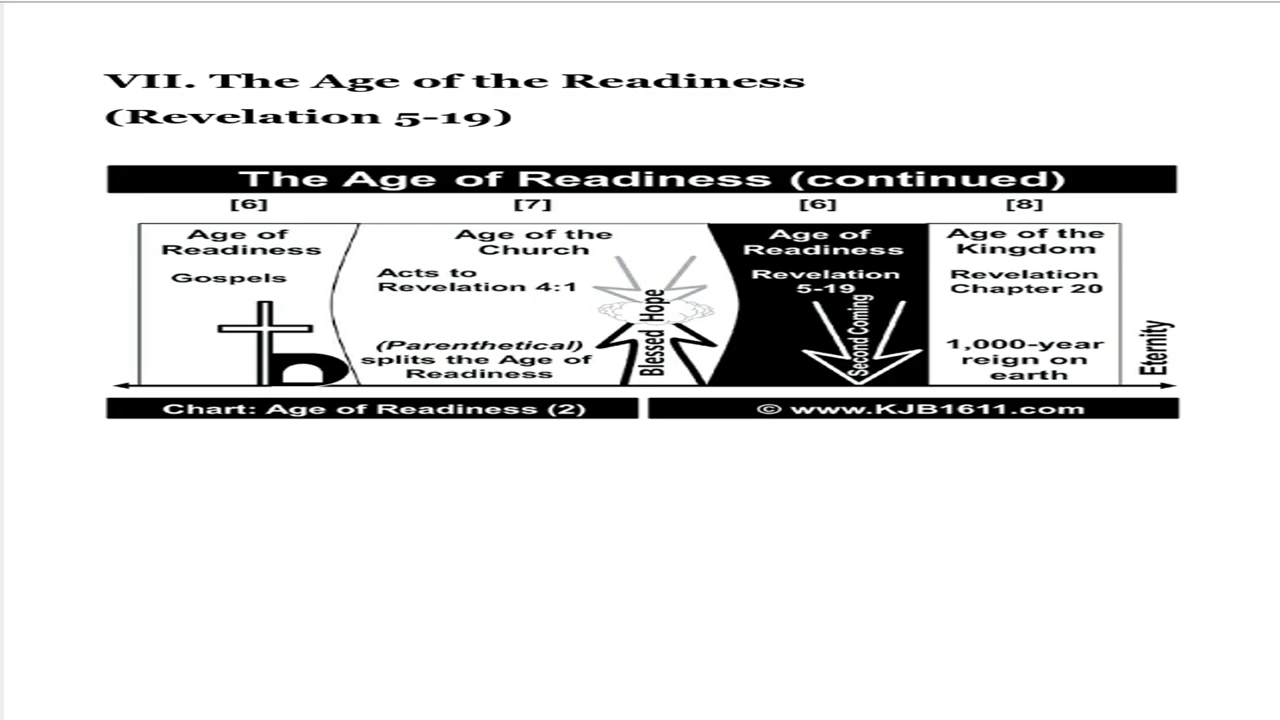 VII. The Age of the Readiness
(Revelation 5-19)
The Age of Readiness (continued)
[6]
[7]
[6]
[8]
Age of
Readiness
Gospels
Age of the
Church
Acts to
Revelation 4:1
(Parenthetical)
splits the Age of
Readiness
Blessed Hope
Age of
Readiness
Revelation
5-19
Second Coming
Age of the
Kingdom
Revelation
Chapter 20
1,000-year
reign on
earth
Eternity
Chart: Age of Readiness (2)
© www.KJB1611.com